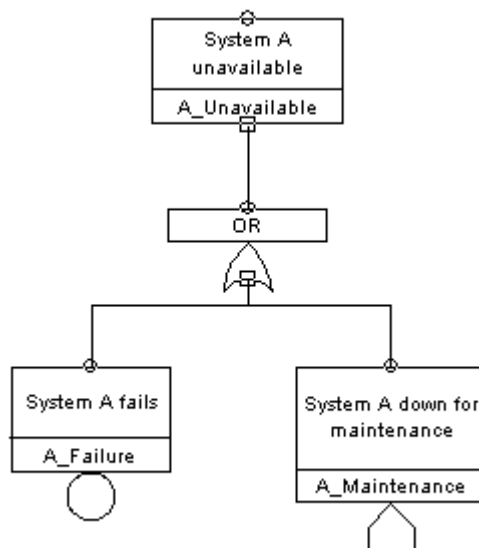 System A
unavailable
A_Unavailable
OR
System A fails
A_Failure
System A down for
maintenance
A_Maintenance